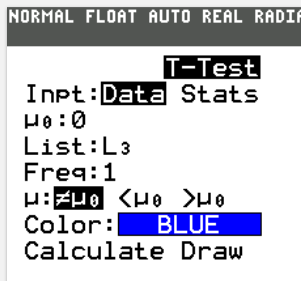 NORMAL FLOAT AUTO REAL RADIA
T-Test
Inpt:Data Stats
μ₀:0
List:L₃
Freq:1
μ:≠μ₀ <μ₀ >μ₀
Color: BLUE
Calculate Draw